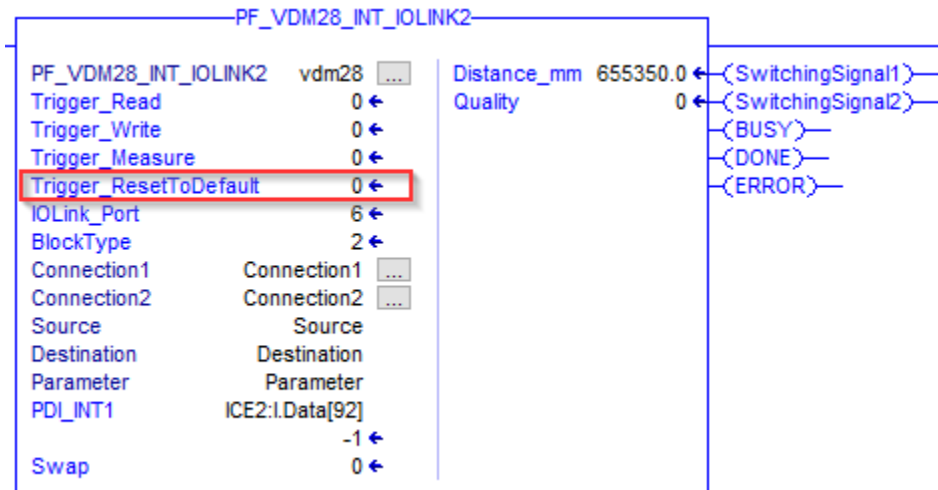 PF_VDM28_INT_IOLINK2
PF_VDM28_INT_IOLINK2 vdm28 ...
Trigger_Read 0
Trigger_Write 0
Trigger_Measure 0
Trigger_ResetToDefault 0
IOLink_Port 6
BlockType 2
Connection1 Connection1 ...
Connection2 Connection2 ...
Source Source
Destination Destination
Parameter Parameter
PDI_INT1 ICE2:I.Data[92]
-1
Swap 0
Distance_mm 655350.0
Quality 0
(SwitchingSignal1)
(SwitchingSignal2)
(BUSY)
(DONE)
(ERROR)